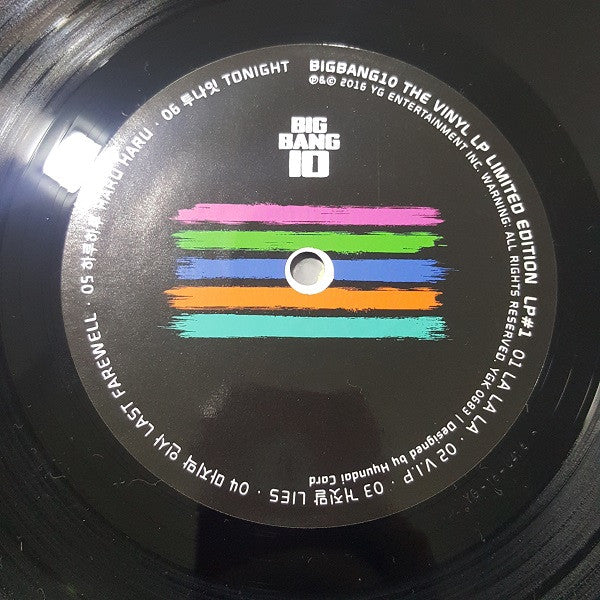 BIG
BANG
10
BIGBANG10 THE VINYL LP LIMITED EDITION LP#1 01 LA LA LA · 02 V.I.P · 03 거짓말 LIES · 04 마지막 인사 LAST FAREWELL · 05 하루하루 HARU HARU · 06 투나잇 TONIGHT
℗&© 2016 YG ENTERTAINMENT INC. WARNING: ALL RIGHTS RESERVED. YGK 0683 | Designed by Hyundai Card